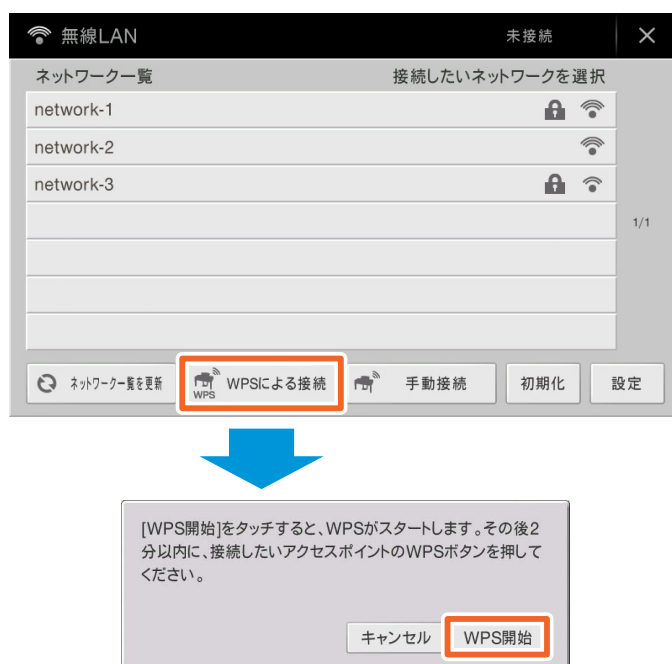 無線LAN 未接続
ネットワーク一覧 接続したいネットワークを選択
network-1
network-2
network-3
1/1
ネットワーク一覧を更新 WPS WPSによる接続 手動接続 初期化 設定
[WPS開始]をタッチすると、WPSがスタートします。その後2
分以内に、接続したいアクセスポイントのWPSボタンを押して
ください。
キャンセル WPS開始